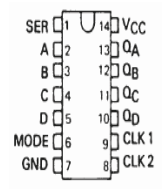 SER 1 14 VCC
A 2 13 QA
B 3 12 QB
C 4 11 QC
D 5 10 QD
MODE 6 9 CLK 1
GND 7 8 CLK 2